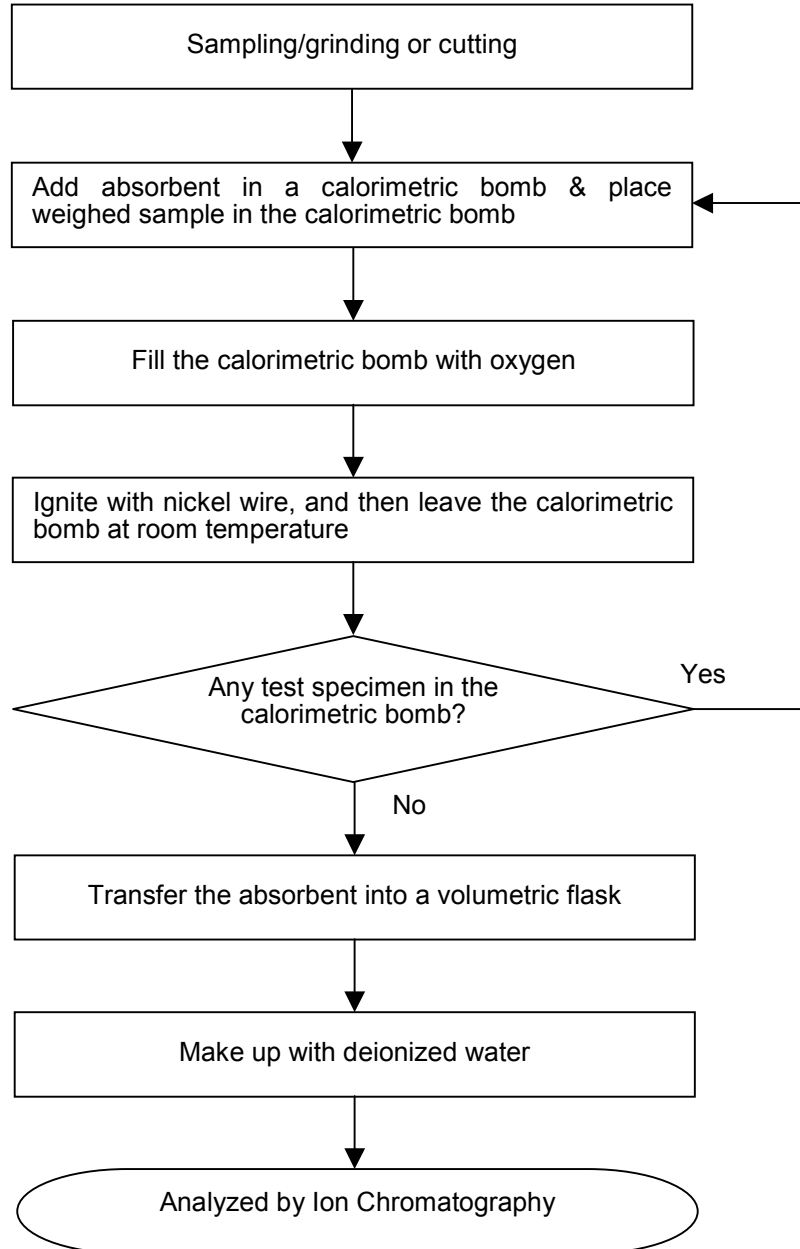 Sampling/grinding or cutting
Add absorbent in a calorimetric bomb & place
weighed sample in the calorimetric bomb
Fill the calorimetric bomb with oxygen
Ignite with nickel wire, and then leave the calorimetric
bomb at room temperature
Any test specimen in the
calorimetric bomb?
Yes
No
Transfer the absorbent into a volumetric flask
Make up with deionized water
Analyzed by Ion Chromatography